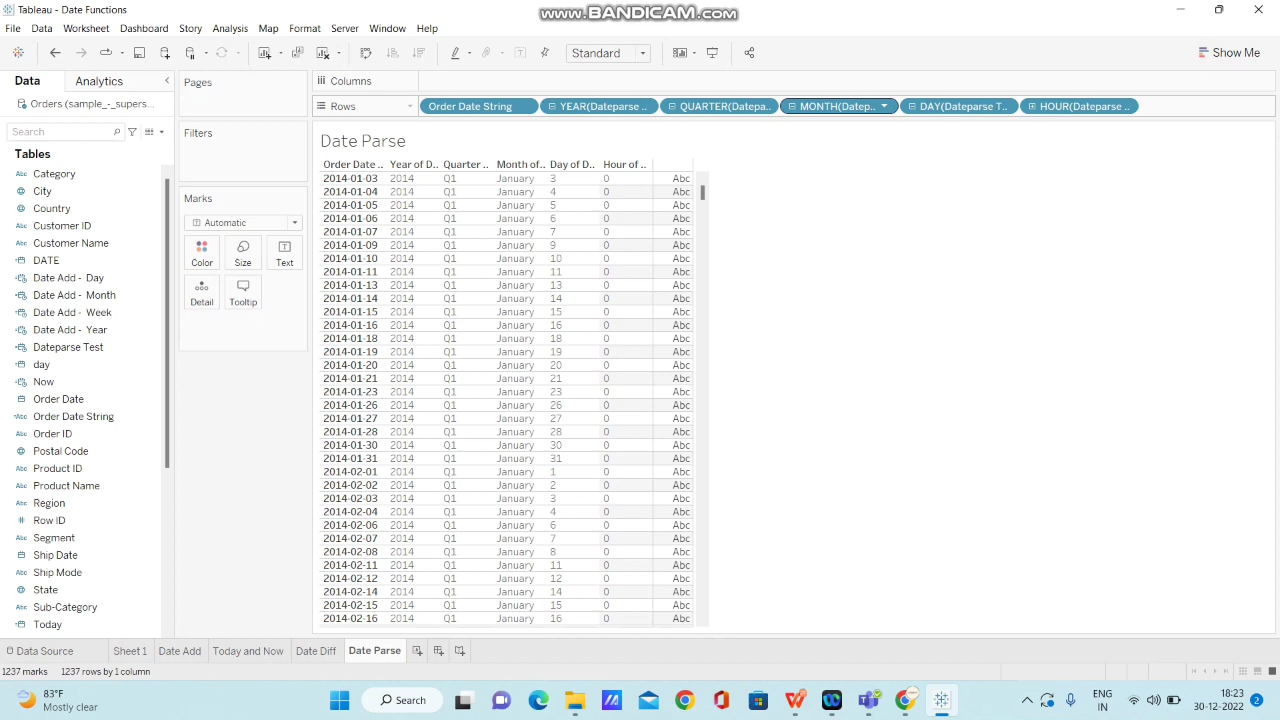 Tableau - Date Functions
WWW.BANDICAM.COM
File Data Worksheet Dashboard Story Analysis Map Format Server Window Help
Standard
Show Me
Data Analytics
Orders (sample_-_supers...
Search
Tables
Category
City
Country
Customer ID
Customer Name
DATE
Date Add - Day
Date Add - Month
Date Add - Week
Date Add - Year
Dateparse Test
day
Now
Order Date
Order Date String
Order ID
Postal Code
Product ID
Product Name
Region
Row ID
Segment
Ship Date
Ship Mode
State
Sub-Category
Today
Pages
Filters
Marks
Automatic
Color Size Text
Detail Tooltip
Columns
Rows Order Date String YEAR(Dateparse .. QUARTER(Datepa.. MONTH(Datep.. DAY(Dateparse T.. HOUR(Dateparse ..
Date Parse
Order Date .. Year of D.. Quarter .. Month of.. Day of D.. Hour of ..
2014-01-03 2014 Q1 January 3 0 Abc
2014-01-04 2014 Q1 January 4 0 Abc
2014-01-05 2014 Q1 January 5 0 Abc
2014-01-06 2014 Q1 January 6 0 Abc
2014-01-07 2014 Q1 January 7 0 Abc
2014-01-09 2014 Q1 January 9 0 Abc
2014-01-10 2014 Q1 January 10 0 Abc
2014-01-11 2014 Q1 January 11 0 Abc
2014-01-13 2014 Q1 January 13 0 Abc
2014-01-14 2014 Q1 January 14 0 Abc
2014-01-15 2014 Q1 January 15 0 Abc
2014-01-16 2014 Q1 January 16 0 Abc
2014-01-18 2014 Q1 January 18 0 Abc
2014-01-19 2014 Q1 January 19 0 Abc
2014-01-20 2014 Q1 January 20 0 Abc
2014-01-21 2014 Q1 January 21 0 Abc
2014-01-23 2014 Q1 January 23 0 Abc
2014-01-26 2014 Q1 January 26 0 Abc
2014-01-27 2014 Q1 January 27 0 Abc
2014-01-28 2014 Q1 January 28 0 Abc
2014-01-30 2014 Q1 January 30 0 Abc
2014-01-31 2014 Q1 January 31 0 Abc
2014-02-01 2014 Q1 January 1 0 Abc
2014-02-02 2014 Q1 January 2 0 Abc
2014-02-03 2014 Q1 January 3 0 Abc
2014-02-04 2014 Q1 January 4 0 Abc
2014-02-06 2014 Q1 January 6 0 Abc
2014-02-07 2014 Q1 January 7 0 Abc
2014-02-08 2014 Q1 January 8 0 Abc
2014-02-11 2014 Q1 January 11 0 Abc
2014-02-12 2014 Q1 January 12 0 Abc
2014-02-14 2014 Q1 January 14 0 Abc
2014-02-15 2014 Q1 January 15 0 Abc
2014-02-16 2014 Q1 January 16 0 Abc
Data Source Sheet 1 Date Add Today and Now Date Diff Date Parse
1237 marks 1237 rows by 1 column
83°F
Mostly clear
Search
ENG
IN
18:23
30-12-2022
2